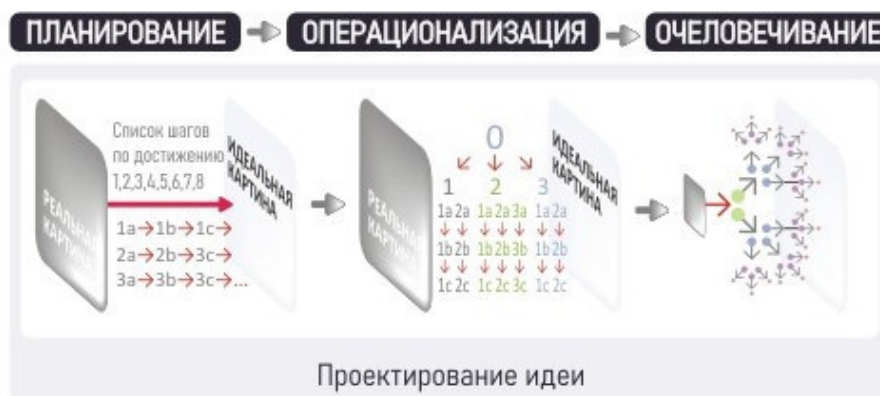 ПЛАНИРОВАНИЕ
ОПЕРАЦИОНАЛИЗАЦИЯ
ОЧЕЛОВЕЧИВАНИЕ
РЕАЛЬНАЯ
КАРТИНА
Список шагов
по достижению
1,2,3,4,5,6,7,8
1a→1b→1c→
2a→2b→3c→
3a→3b→3c→...
ИДЕАЛЬНАЯ
КАРТИНА
РЕАЛЬНАЯ
КАРТИНА
0
1 2 3
1a 2a 1a 2a 3a 1a 2a
1b 2b 1b 2b 3b 1b 2b
1c 2c 1c 2c 3c 1c 2c
ИДЕАЛЬНАЯ
КАРТИНА
Проектирование идеи